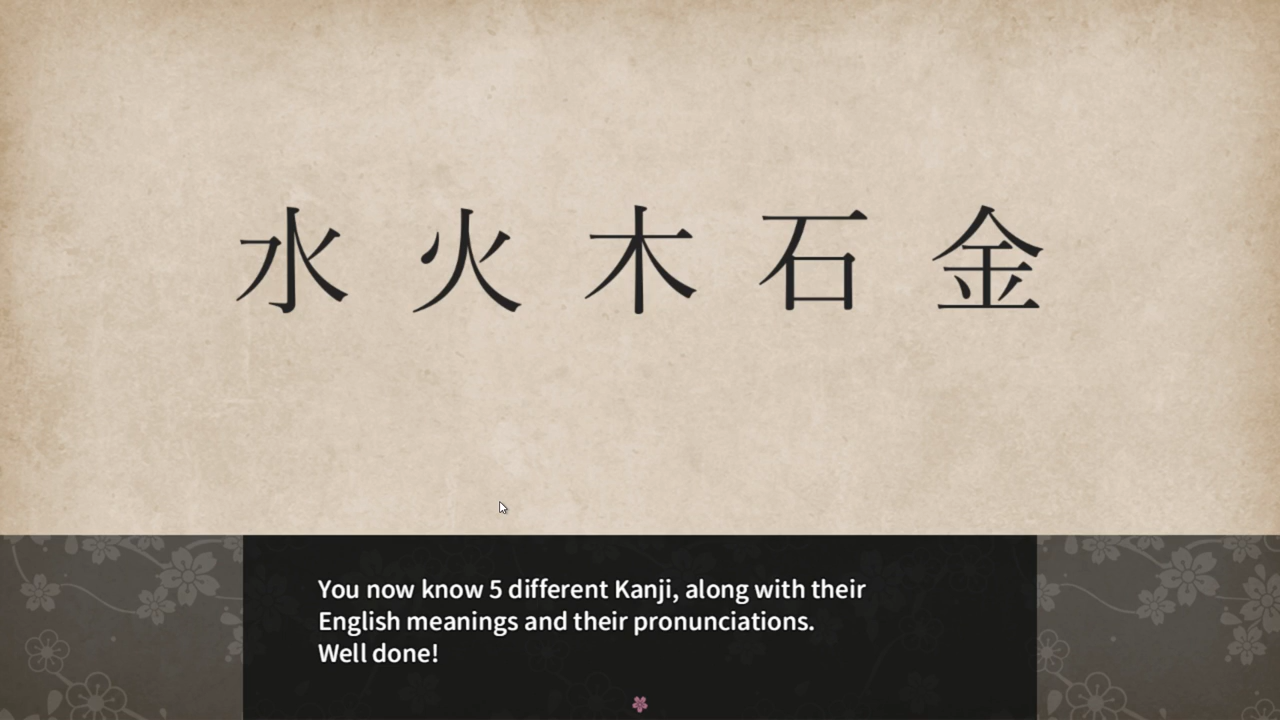 水 火 木 石 金
You now know 5 different Kanji, along with their
English meanings and their pronunciations.
Well done!